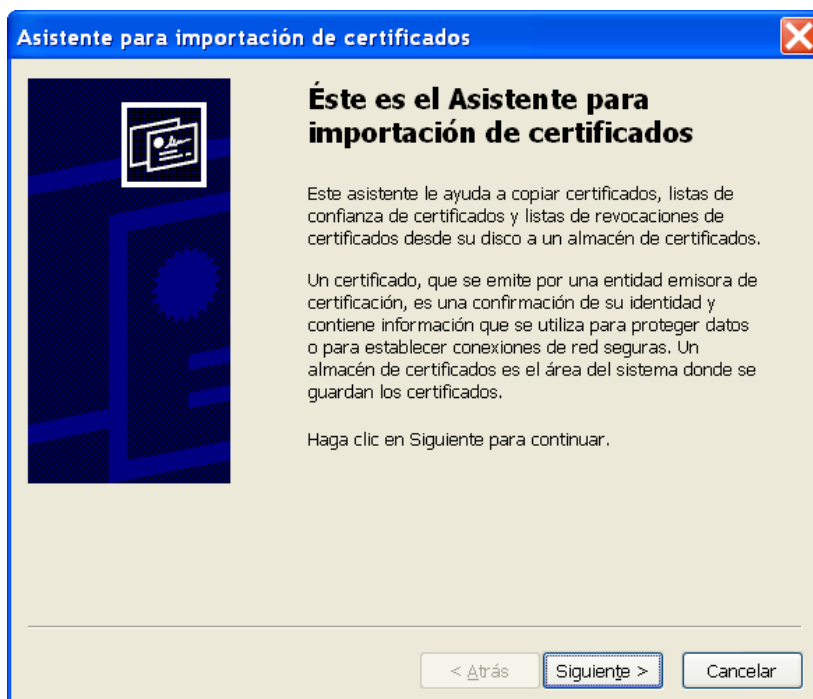 Asistente para importación de certificados
Éste es el Asistente para
importación de certificados
Este asistente le ayuda a copiar certificados, listas de
confianza de certificados y listas de revocaciones de
certificados desde su disco a un almacén de certificados.
Un certificado, que se emite por una entidad emisora de
certificación, es una confirmación de su identidad y
contiene información que se utiliza para proteger datos
o para establecer conexiones de red seguras. Un
almacén de certificados es el área del sistema donde se
guardan los certificados.
Haga clic en Siguiente para continuar.
< Atrás Siguiente > Cancelar